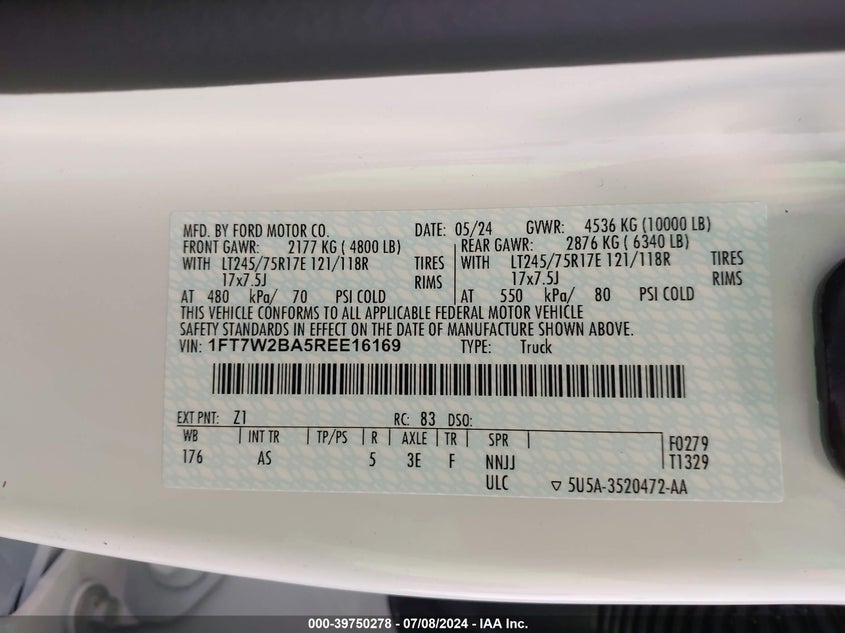 MFD. BY FORD MOTOR CO. DATE: 05/24 GVWR: 4536 KG (10000 LB)
FRONT GAWR: 2177 KG ( 4800 LB) REAR GAWR: 2876 KG ( 6340 LB)
WITH LT245/75R17E 121/118R TIRES WITH LT245/75R17E 121/118R TIRES
17x7.5J RIMS 17x7.5J RIMS
AT 480 kPa/ 70 PSI COLD AT 550 kPa/ 80 PSI COLD
THIS VEHICLE CONFORMS TO ALL APPLICABLE FEDERAL MOTOR VEHICLE
SAFETY STANDARDS IN EFFECT ON THE DATE OF MANUFACTURE SHOWN ABOVE.
VIN: 1FT7W2BA5REE16169 TYPE: Truck
EXT PNT: Z1 RC: 83 DSO:
WB INT TR TP/PS R AXLE TR SPR F0279
176 AS 5 3E F NNJJ T1329
ULC ▽ 5U5A-3520472-AA
000-39750278 - 07/08/2024 - IAA Inc.